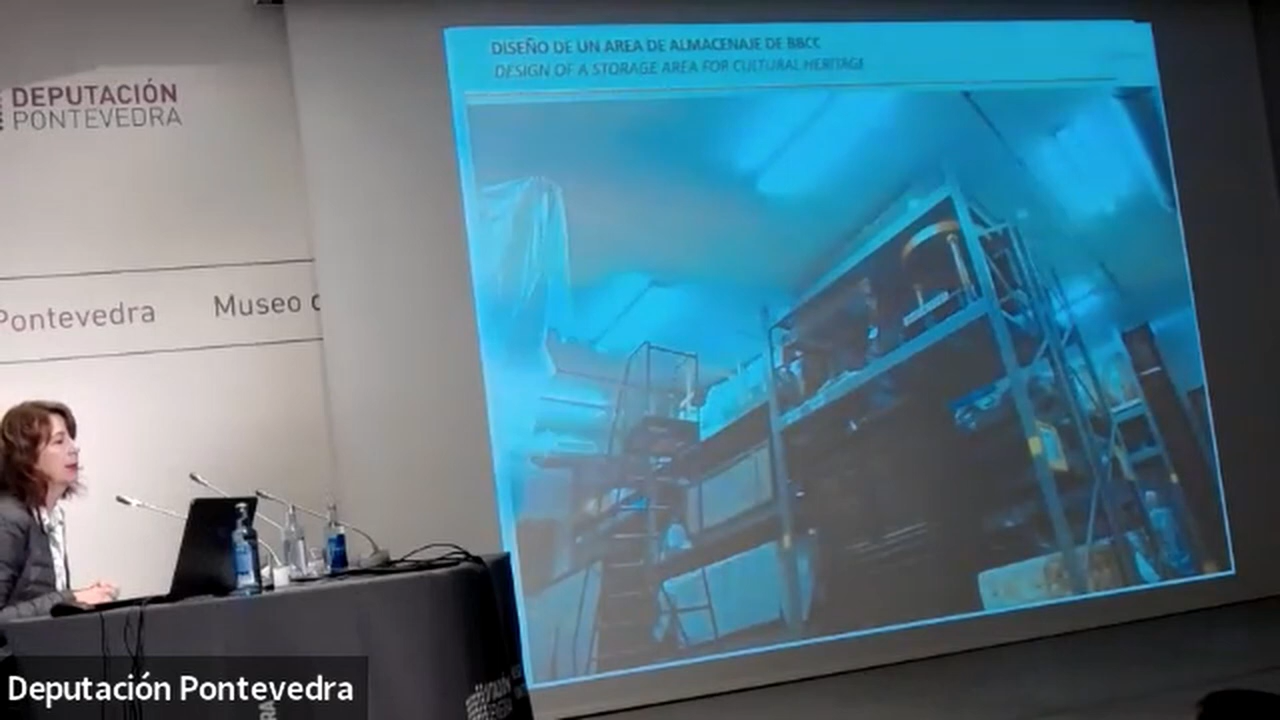 DEPUTACIÓN
PONTEVEDRA
Pontevedra Museo
DISEÑO DE UN AREA DE ALMACENAJE DE BBCC
DESIGN OF A STORAGE AREA FOR CULTURAL HERITAGE
Deputación Pontevedra